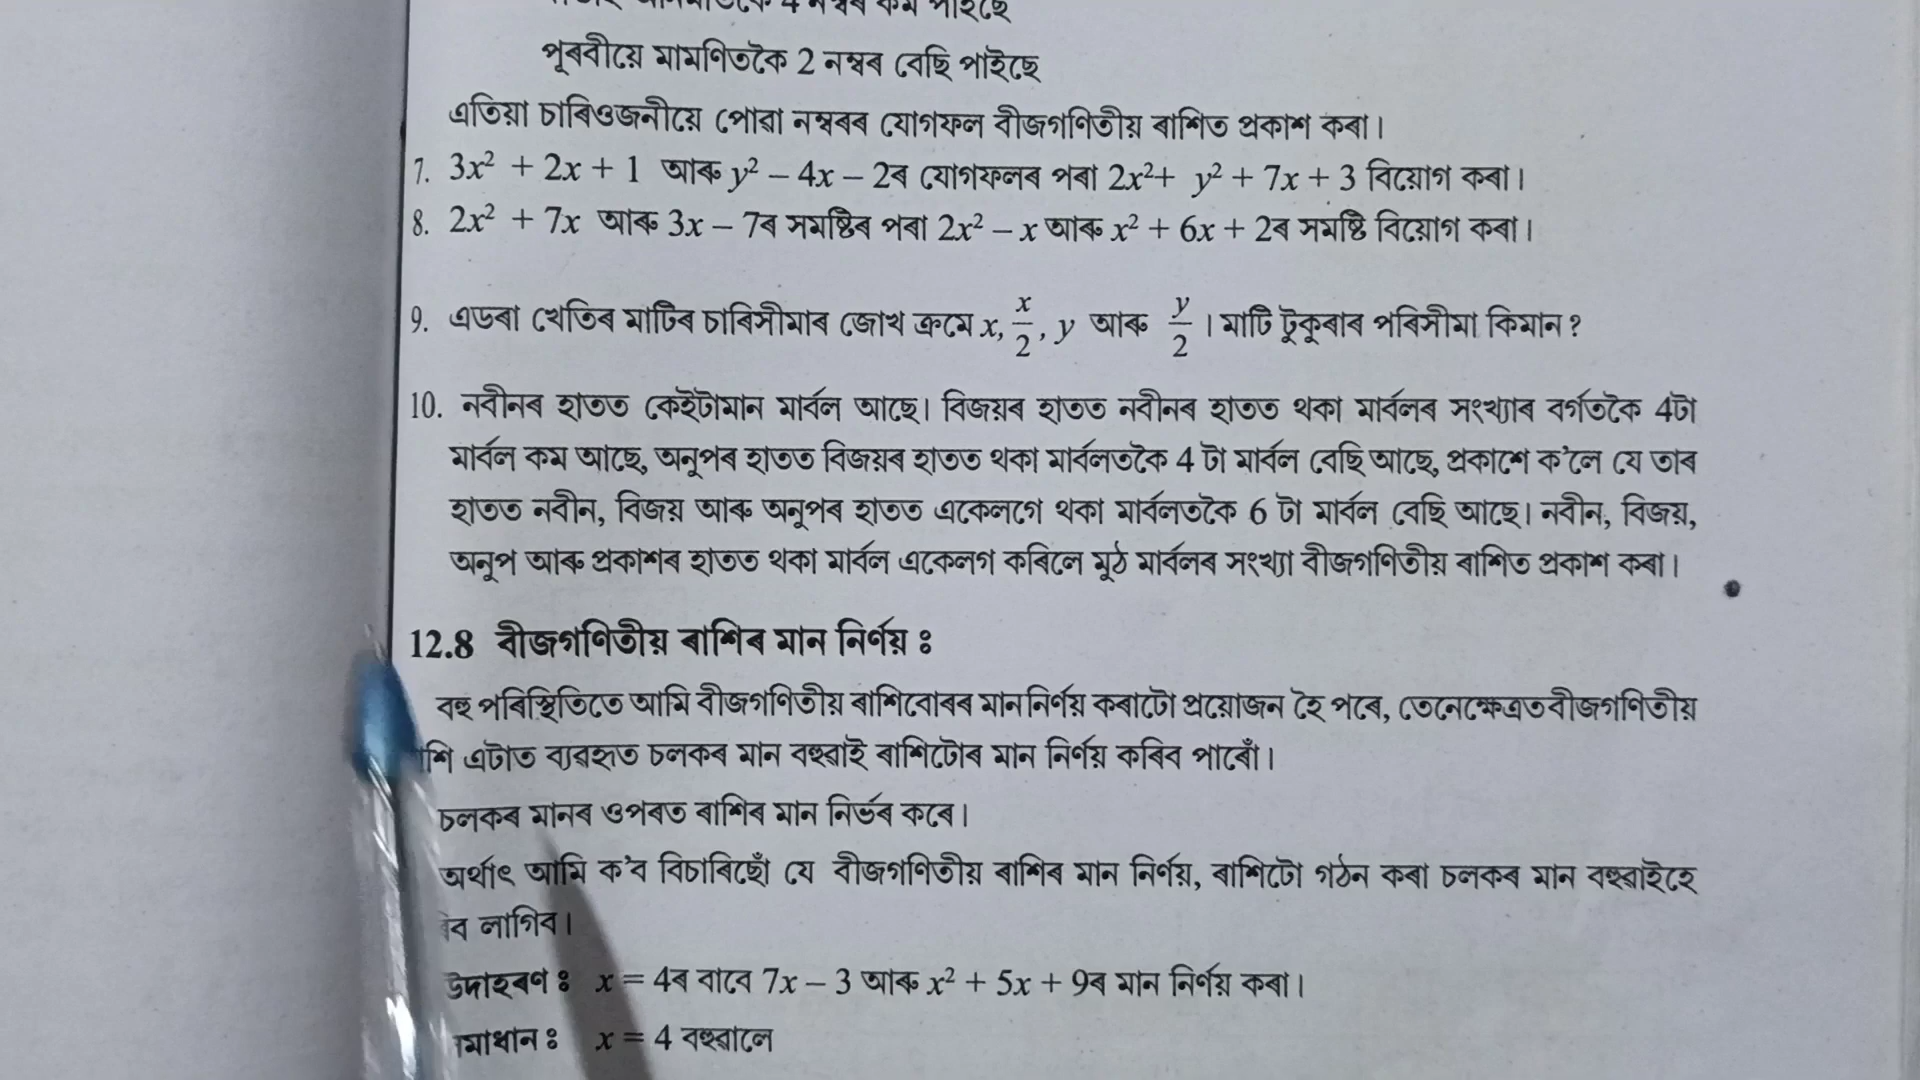 4 নম্বৰ কম পাইছে
পূৰবীয়ে মামণিতকৈ 2 নম্বৰ বেছি পাইছে
এতিয়া চাৰিওজনীয়ে পোৱা নম্বৰৰ যোগফল বীজগণিতীয় ৰাশিত প্ৰকাশ কৰা।
7. 3x² + 2x + 1 আৰু y² – 4x – 2ৰ যোগফলৰ পৰা 2x²+ y² + 7x + 3 বিয়োগ কৰা।
8. 2x² + 7x আৰু 3x – 7ৰ সমষ্টিৰ পৰা 2x² – x আৰু x² + 6x + 2ৰ সমষ্টি বিয়োগ কৰা।
9. এডৰা খেতিৰ মাটিৰ চাৰিসীমাৰ জোখ ক্ৰমে x, x/2, y আৰু y/2 । মাটি টুকুৰাৰ পৰিসীমা কিমান?
10. নবীনৰ হাতত কেইটামান মাৰ্বল আছে। বিজয়ৰ হাতত নবীনৰ হাতত থকা মাৰ্বলৰ সংখ্যাৰ বৰ্গতকৈ 4টা
মাৰ্বল কম আছে, অনুপৰ হাতত বিজয়ৰ হাতত থকা মাৰ্বলতকৈ 4 টা মাৰ্বল বেছি আছে, প্ৰকাশে ক'লে যে তাৰ
হাতত নবীন, বিজয় আৰু অনুপৰ হাতত একেলগে থকা মাৰ্বলতকৈ 6 টা মাৰ্বল বেছি আছে। নবীন, বিজয়,
অনুপ আৰু প্ৰকাশৰ হাতত থকা মাৰ্বল একেলগ কৰিলে মুঠ মাৰ্বলৰ সংখ্যা বীজগণিতীয় ৰাশিত প্ৰকাশ কৰা।
12.8 বীজগণিতীয় ৰাশিৰ মান নিৰ্ণয় ঃ
বহু পৰিস্থিতিতে আমি বীজগণিতীয় ৰাশিবোৰৰ মান নিৰ্ণয় কৰাটো প্ৰয়োজন হৈ পৰে, তেনেক্ষেত্ৰত বীজগণিতীয়
এটাত ব্যৱহৃত চলকৰ মান বহুৱাই ৰাশিটোৰ মান নিৰ্ণয় কৰিব পাৰোঁ।
চলকৰ মানৰ ওপৰত ৰাশিৰ মান নিৰ্ভৰ কৰে।
অৰ্থাৎ আমি ক'ব বিচাৰিছোঁ যে বীজগণিতীয় ৰাশিৰ মান নিৰ্ণয়, ৰাশিটো গঠন কৰা চলকৰ মান বহুৱাইহে
লাগিব।
উদাহৰণ ঃ x = 4ৰ বাবে 7x – 3 আৰু x² + 5x + 9ৰ মান নিৰ্ণয় কৰা।
x = 4 বহুৱালে